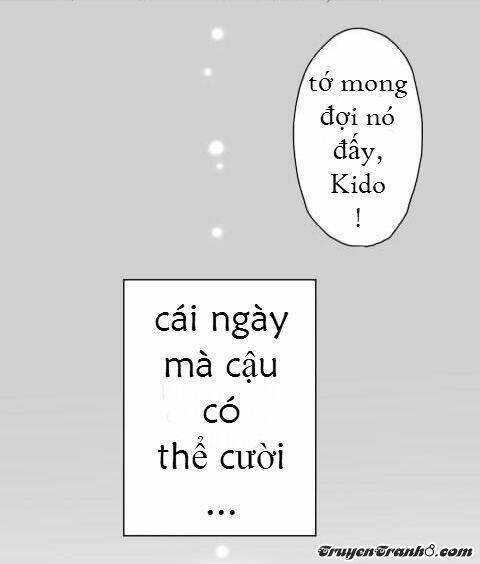 tớ mong
đợi nó
đấy,
Kido
!
cái ngày
mà cậu
có
thể cười
...
TruyenTranh8.com